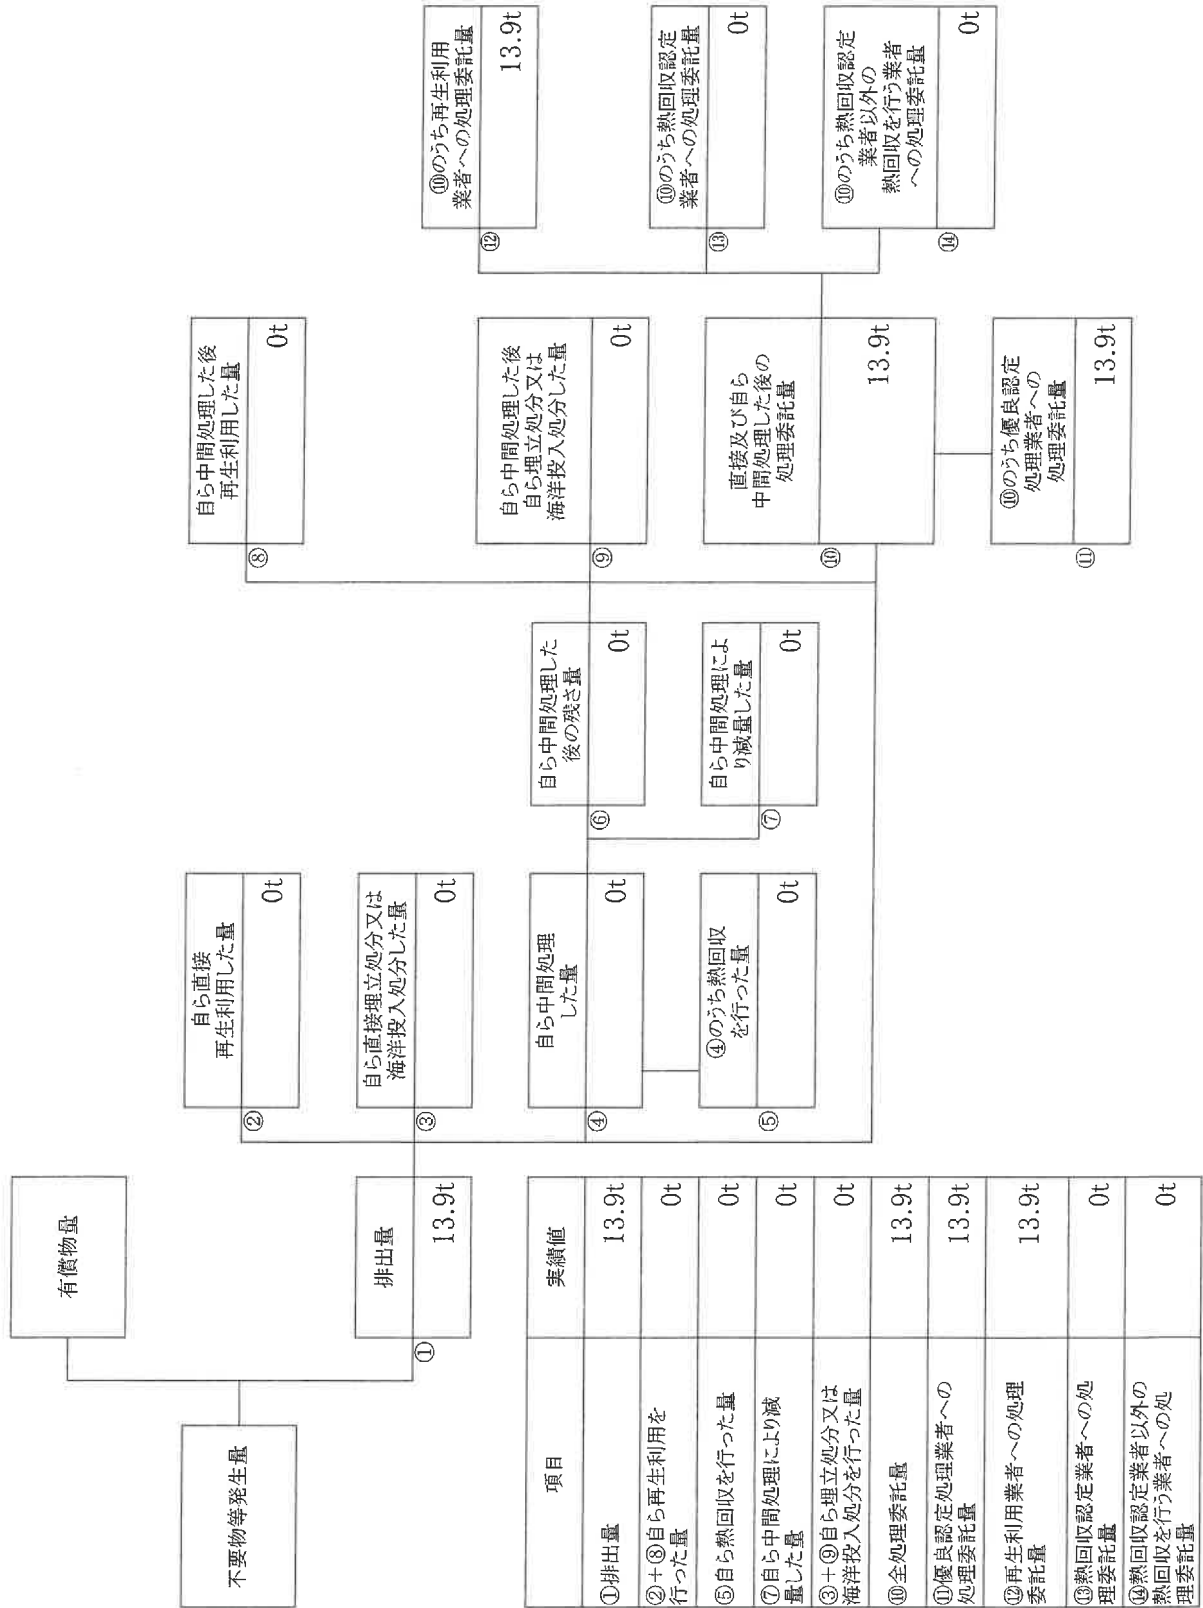 不要物等発生量
有償物量
排出量
①
13.9t
自ら直接
再生利用した量
②
0t
自ら直接埋立処分又は
海洋投入処分した量
③
0t
自ら中間処理
した量
④
0t
④のうち熱回収
を行った量
⑤
0t
自ら中間処理した
後の残さ量
⑥
0t
自ら中間処理によ
り減量した量
⑦
0t
自ら中間処理した後
再生利用した量
⑧
0t
自ら中間処理した後
自ら埋立処分又は
海洋投入処分した量
⑨
0t
直接及び自ら
中間処理した後の
処理委託量
⑩
13.9t
⑩のうち優良認定
処理業者への
処理委託量
⑪
13.9t
⑩のうち再生利用
業者への処理委託量
⑫
13.9t
⑩のうち熱回収認定
業者への処理委託量
⑬
0t
⑩のうち熱回収認定
業者以外の
熱回収を行う業者
への処理委託量
⑭
0t
項目 実績値
①排出量 13.9t
②+⑧自ら再生利用を
行った量 0t
⑤自ら熱回収を行った量 0t
⑦自ら中間処理により減
量した量 0t
③+⑨自ら埋立処分又は
海洋投入処分を行った量 0t
⑩全処理委託量 13.9t
⑪優良認定処理業者への
処理委託量 13.9t
⑫再生利用業者への処理
委託量 13.9t
⑬熱回収認定業者への処
理委託量 0t
⑭熱回収認定業者以外の
熱回収を行う業者への処
理委託量 0t